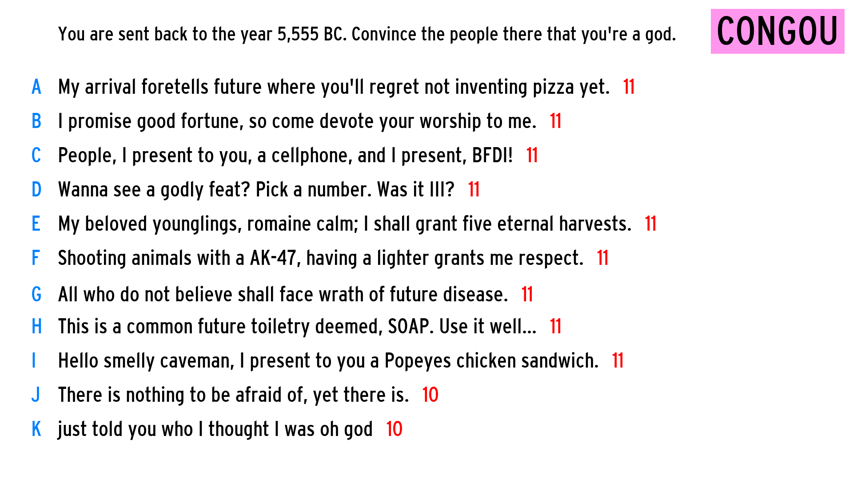 You are sent back to the year 5,555 BC. Convince the people there that you're a god.
CONGOU
A My arrival foretells future where you'll regret not inventing pizza yet. 11
B I promise good fortune, so come devote your worship to me. 11
C People, I present to you, a cellphone, and I present, BFDI! 11
D Wanna see a godly feat? Pick a number. Was it III? 11
E My beloved younglings, romaine calm; I shall grant five eternal harvests. 11
F Shooting animals with a AK-47, having a lighter grants me respect. 11
G All who do not believe shall face wrath of future disease. 11
H This is a common future toiletry deemed, SOAP. Use it well... 11
I Hello smelly caveman, I present to you a Popeyes chicken sandwich. 11
J There is nothing to be afraid of, yet there is. 10
K just told you who I thought I was oh god 10